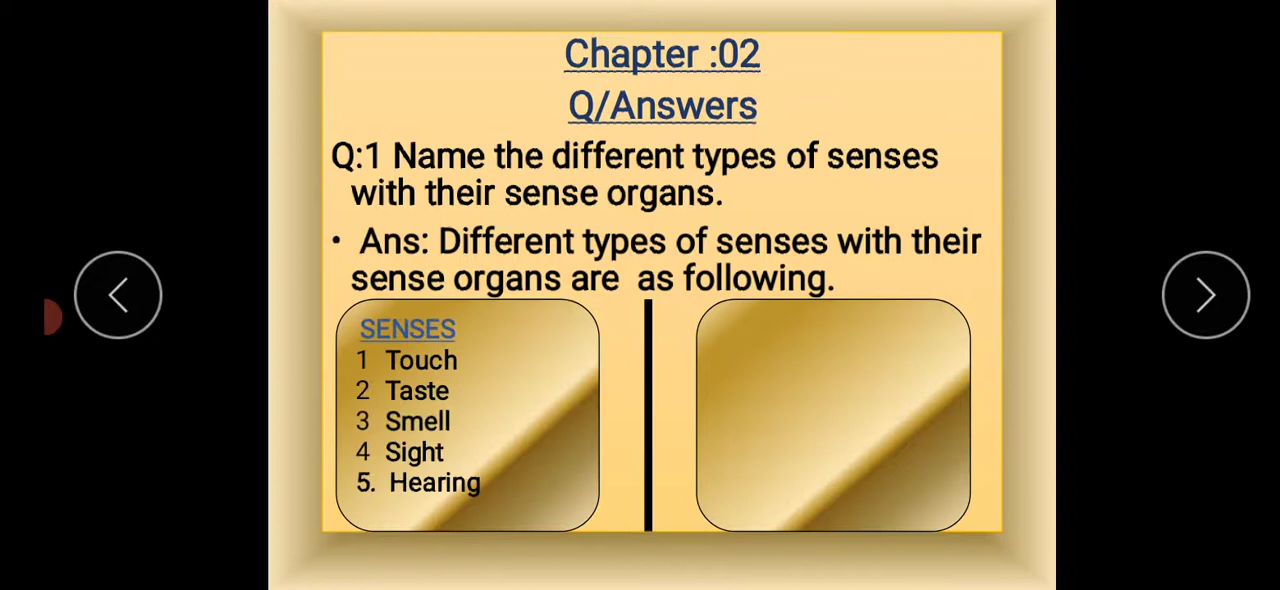 Chapter :02
Q/Answers
Q:1 Name the different types of senses
with their sense organs.
• Ans: Different types of senses with their
sense organs are as following.
SENSES
1 Touch
2 Taste
3 Smell
4 Sight
5. Hearing